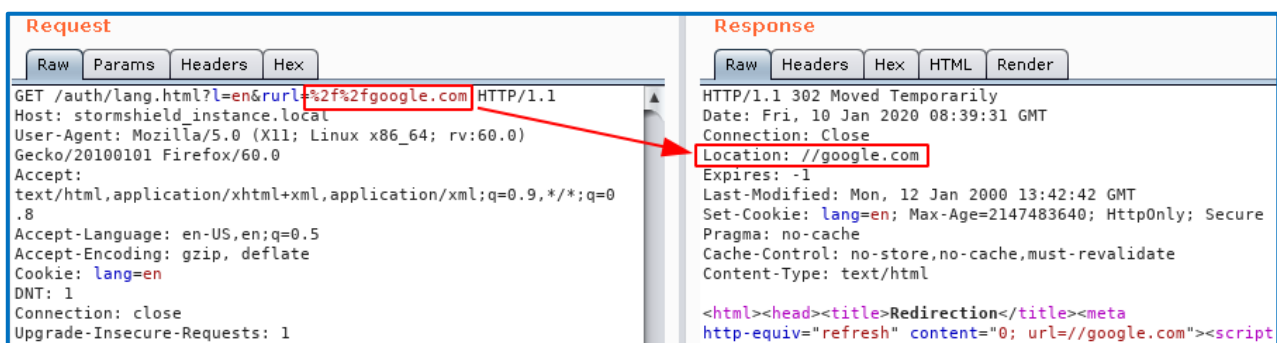 Request
Raw Params Headers Hex
GET /auth/lang.html?l=en&rurl=%2f%2fgoogle.com HTTP/1.1
Host: stormshield_instance.local
User-Agent: Mozilla/5.0 (X11; Linux x86_64; rv:60.0)
Gecko/20100101 Firefox/60.0
Accept:
text/html,application/xhtml+xml,application/xml;q=0.9,*/*;q=0
.8
Accept-Language: en-US,en;q=0.5
Accept-Encoding: gzip, deflate
Cookie: lang=en
DNT: 1
Connection: close
Upgrade-Insecure-Requests: 1
Response
Raw Headers Hex HTML Render
HTTP/1.1 302 Moved Temporarily
Date: Fri, 10 Jan 2020 08:39:31 GMT
Connection: Close
Location: //google.com
Expires: -1
Last-Modified: Mon, 12 Jan 2000 13:42:42 GMT
Set-Cookie: lang=en; Max-Age=2147483640; HttpOnly; Secure
Pragma: no-cache
Cache-Control: no-store,no-cache,must-revalidate
Content-Type: text/html
<html><head><title>Redirection</title><meta
http-equiv="refresh" content="0; url=//google.com"><script